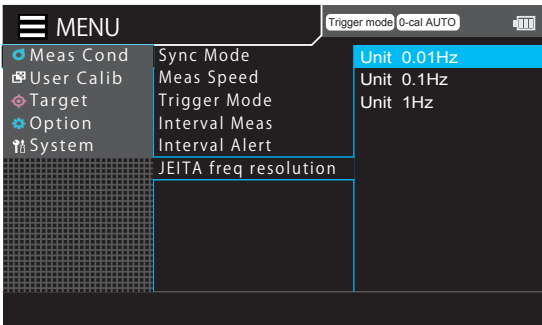 MENU
Trigger mode 0-cal AUTO
Meas Cond
User Calib
Target
Option
System
Sync Mode
Meas Speed
Trigger Mode
Interval Meas
Interval Alert
JEITA freq resolution
Unit 0.01Hz
Unit 0.1Hz
Unit 1Hz